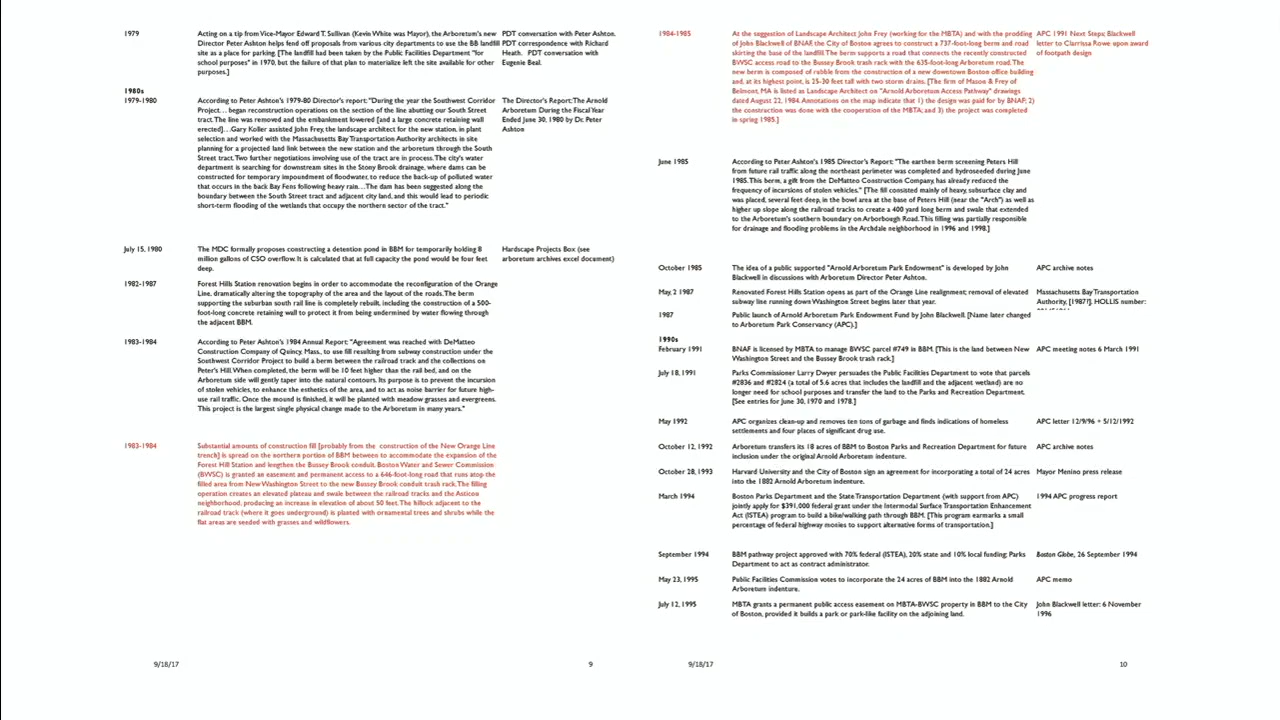 1979
Acting on a tip from Vice-Mayor Edward T. Sullivan (Kevin White was Mayor), the Arboretum's new
Director Peter Ashton helps fend off proposals from various city departments to use the BB landfill
site as a place for parking. [The landfill had been taken by the Public Facilities Department "for
school purposes" in 1970, but the failure of that plan to materialize left the site available for other
purposes.]
PDT conversation with Peter Ashton.
PDT correspondence with Richard
Heath. PDT conversation with
Eugenie Beal.
1980s
1979-1980
According to Peter Ashton's 1979-80 Director's report: "During the year the Southwest Corridor
Project… began reconstruction operations on the section of the line abutting our South Street
tract. The line was removed and the embankment lowered [and a large concrete retaining wall
erected]…Gary Koller assisted John Frey, the landscape architect for the new station, in plant
selection and worked with the Massachusetts Bay Transportation Authority architects in site
planning for a projected land link between the new station and the arboretum through the South
Street tract. Two further negotiations involving use of the tract are in process. The city's water
department is searching for downstream sites in the Stony Brook drainage, where dams can be
constructed for temporary impoundment of floodwater, to reduce the back-up of polluted water
that occurs in the back Bay Fens following heavy rain…The dam has been suggested along the
boundary between the South Street tract and adjacent city land, and this would lead to periodic
short-term flooding of the wetlands that occupy the northern sector of the tract."
The Director's Report: The Arnold
Arboretum During the Fiscal Year
Ended June 30, 1980 by Dr. Peter
Ashton
July 15, 1980
The MDC formally proposes constructing a detention pond in BBM for temporarily holding 8
million gallons of CSO overflow. It is calculated that at full capacity the pond would be four feet
deep.
Hardscape Projects Box (see
arboretum archives excel document)
1982-1987
Forest Hills Station renovation begins in order to accommodate the reconfiguration of the Orange
Line, dramatically altering the topography of the area and the layout of the roads. The berm
supporting the suburban south rail line is completely rebuilt, including the construction of a 500-
foot-long concrete retaining wall to protect it from being undermined by water flowing through
the adjacent BBM.
1983-1984
According to Peter Ashton's 1984 Annual Report: "Agreement was reached with DeMatteo
Construction Company of Quincy, Mass., to use fill resulting from subway construction under the
Southwest Corridor Project to build a berm between the railroad track and the collections on
Peter's Hill. When completed, the berm will be 10 feet higher than the rail bed, and on the
Arboretum side will gently taper into the natural contours. Its purpose is to prevent the incursion
of stolen vehicles, to enhance the esthetics of the area, and to act as noise barrier for future high-
use rail traffic. Once the mound is finished, it will be planted with meadow grasses and evergreens.
This project is the largest single physical change made to the Arboretum in many years."
1983-1984
Substantial amounts of construction fill [probably from the construction of the New Orange Line
trench] is spread on the northern portion of BBM between to accommodate the expansion of the
Forest Hill Station and lengthen the Bussey Brook conduit. Boston Water and Sewer Commission
(BWSC) is granted an easement and permanent access to a 646-foot-long road that runs atop the
filled area from New Washington Street to the new Bussey Brook conduit trash rack. The filling
operation creates an elevated plateau and swale between the railroad tracks and the Asticou
neighborhood, producing an increase in elevation of about 50 feet. The hillock adjacent to the
railroad track (where it goes underground) is planted with ornamental trees and shrubs while the
flat areas are seeded with grasses and wildflowers.
9/18/17
9
1984-1985
At the suggestion of Landscape Architect John Frey (working for the MBTA) and with the prodding
of John Blackwell of BNAF, the City of Boston agrees to construct a 737-foot-long berm and road
skirting the base of the landfill. The berm supports a road that connects the recently constructed
BWSC access road to the Bussey Brook trash rack with the 635-foot-long Arboretum road. The
new berm is composed of rubble from the construction of a new downtown Boston office building
and, at its highest point, is 25-30 feet tall with two storm drains. [The firm of Mason & Frey of
Belmont, MA is listed as Landscape Architect on "Arnold Arboretum Access Pathway" drawings
dated August 22, 1984. Annotations on the map indicate that 1) the design was paid for by BNAF; 2)
the construction was done with the cooperation of the MBTA; and 3) the project was completed
in spring 1985.]
APC 1991 Next Steps; Blackwell
letter to Clarrissa Rowe upon award
of footpath design
June 1985
According to Peter Ashton's 1985 Director's Report: "The earthen berm screening Peters Hill
from future rail traffic along the northeast perimeter was completed and hydroseeded during June
1985. This berm, a gift from the DeMatteo Construction Company, has already reduced the
frequency of incursions of stolen vehicles." [The fill consisted mainly of heavy, subsurface clay and
was placed, several feet deep, in the bowl area at the base of Peters Hill (near the "Arch") as well as
higher up slope along the railroad tracks to create a 400 yard long berm and swale that extended
to the Arboretum's southern boundary on Arborough Road. This filling was partially responsible
for drainage and flooding problems in the Archdale neighborhood in 1996 and 1998.]
October 1985
The idea of a public supported "Arnold Arboretum Park Endowment" is developed by John
Blackwell in discussions with Arboretum Director Peter Ashton.
APC archive notes
May, 2 1987
Renovated Forest Hills Station opens as part of the Orange Line realignment; removal of elevated
subway line running down Washington Street begins later that year.
Massachusetts Bay Transportation
Authority, [1987?]. HOLLIS number:
1987
Public launch of Arnold Arboretum Park Endowment Fund by John Blackwell. [Name later changed
to Arboretum Park Conservancy (APC).]
1990s
February 1991
BNAF is licensed by MBTA to manage BWSC parcel #749 in BBM. [This is the land between New
Washington Street and the Bussey Brook trash rack.]
APC meeting notes 6 March 1991
July 18, 1991
Parks Commissioner Larry Dwyer persuades the Public Facilities Department to vote that parcels
#2836 and #2824 (a total of 5.6 acres that includes the landfill and the adjacent wetland) are no
longer need for school purposes and transfer the land to the Parks and Recreation Department.
[See entries for June 30, 1970 and 1978.]
May 1992
APC organizes clean-up and removes ten tons of garbage and finds indications of homeless
settlements and four places of significant drug use.
APC letter 12/9/96 + 5/12/1992
October 12, 1992
Arboretum transfers its 18 acres of BBM to Boston Parks and Recreation Department for future
inclusion under the original Arnold Arboretum indenture.
APC archive notes
October 28, 1993
Harvard University and the City of Boston sign an agreement for incorporating a total of 24 acres
into the 1882 Arnold Arboretum indenture.
Mayor Menino press release
March 1994
Boston Parks Department and the State Transportation Department (with support from APC)
jointly apply for $391,000 federal grant under the Intermodal Surface Transportation Enhancement
Act (ISTEA) program to build a bike/walking path through BBM. [This program earmarks a small
percentage of federal highway monies to support alternative forms of transportation.]
1994 APC progress report
September 1994
BBM pathway project approved with 70% federal (ISTEA), 20% state and 10% local funding; Parks
Department to act as contract administrator.
Boston Globe, 26 September 1994
May 23, 1995
Public Facilities Commission votes to incorporate the 24 acres of BBM into the 1882 Arnold
Arboretum indenture.
APC memo
July 12, 1995
MBTA grants a permanent public access easement on MBTA-BWSC property in BBM to the City
of Boston, provided it builds a park or park-like facility on the adjoining land.
John Blackwell letter: 6 November
1996
9/18/17
10